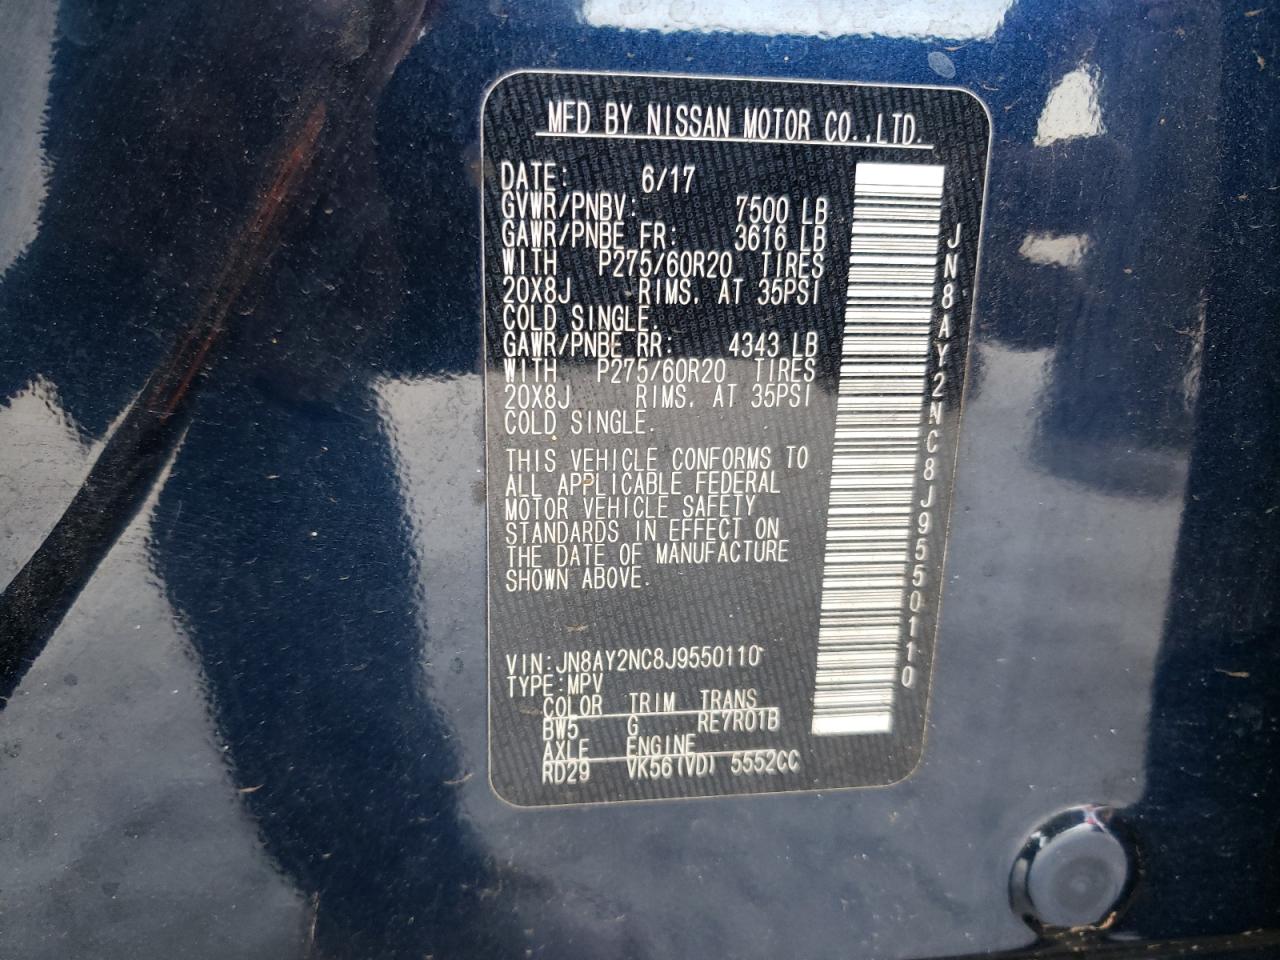 MFD BY NISSAN MOTOR CO.,LTD.
DATE: 6/17
GVWR/PNBV: 7500 LB
GAWR/PNBE FR: 3616 LB
WITH P275/60R20 TIRES
20X8J RIMS, AT 35PSI
COLD SINGLE.
GAWR/PNBE RR: 4343 LB
WITH P275/60R20 TIRES
20X8J RIMS, AT 35PSI
COLD SINGLE.
THIS VEHICLE CONFORMS TO
ALL APPLICABLE FEDERAL
MOTOR VEHICLE SAFETY
STANDARDS IN EFFECT ON
THE DATE OF MANUFACTURE
SHOWN ABOVE.
VIN:JN8AY2NC8J9550110
TYPE:MPV
COLOR TRIM TRANS
BW5 G RE7R01B
AXLE ENGINE
RD29 VK56(VD) 5552CC
JN8AY2NC8J9550110